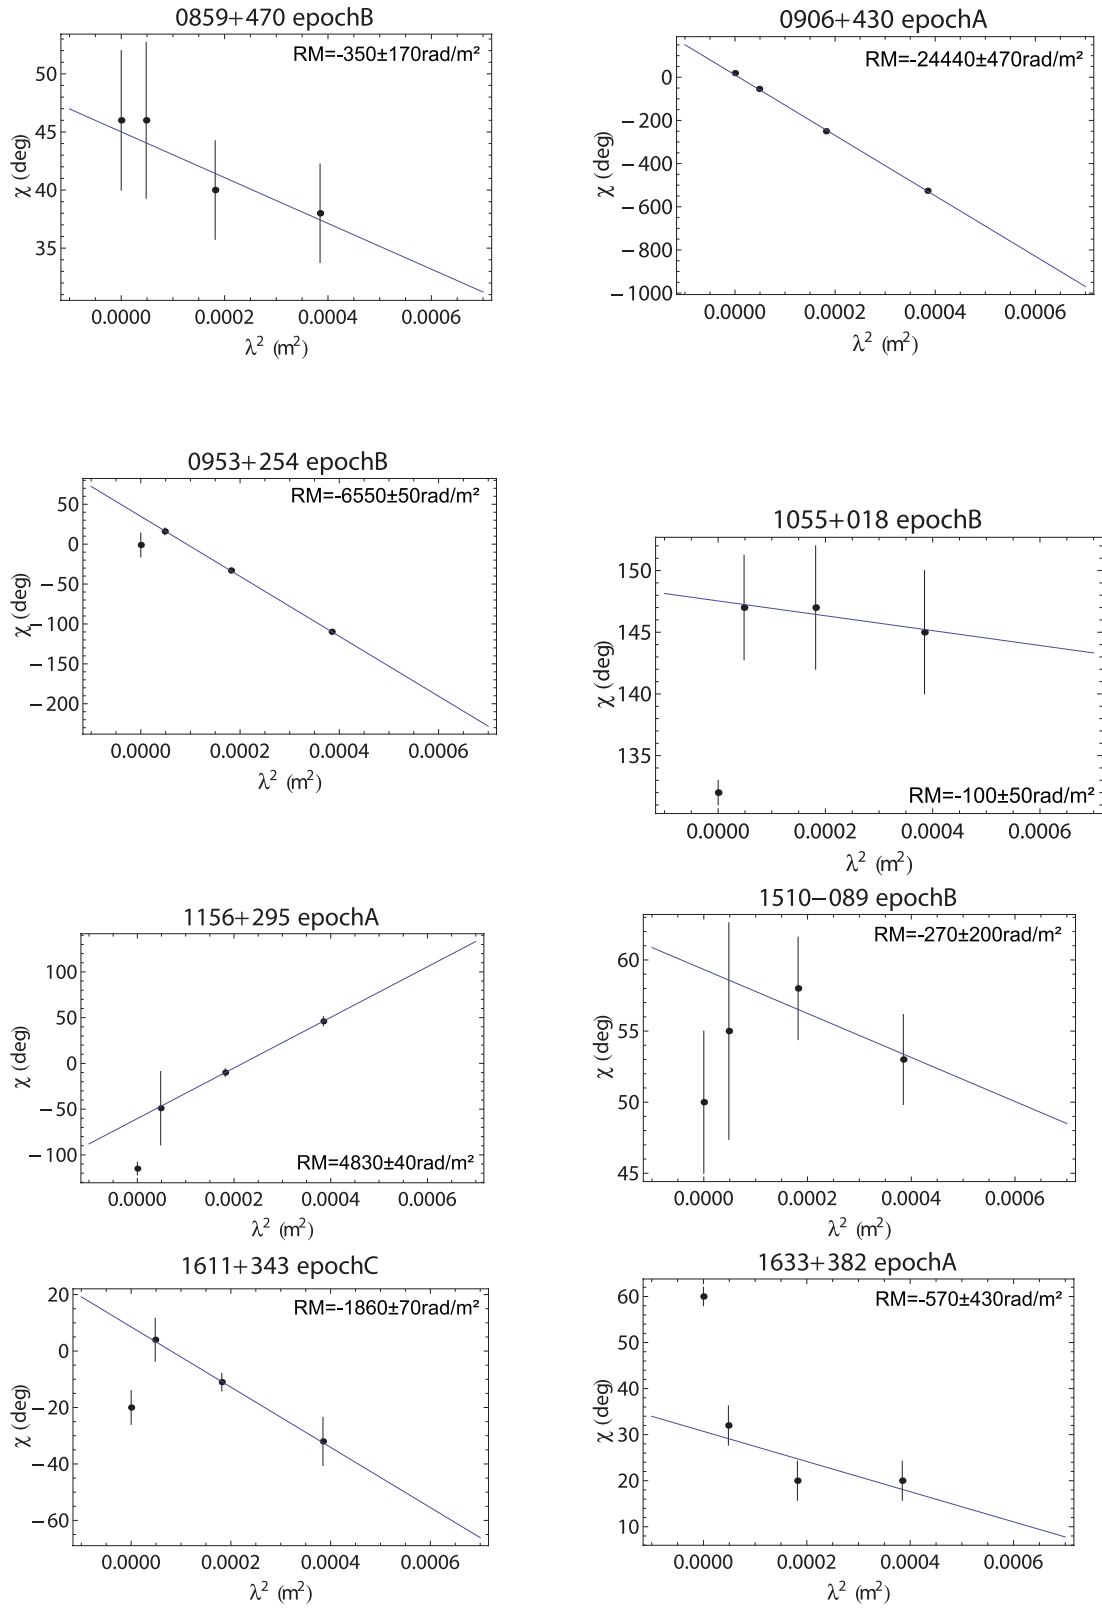 0859+470 epochB
RM=-350±170rad/m²
50
45
40
35
χ (deg)
0.0000 0.0002 0.0004 0.0006
λ² (m²)
0906+430 epochA
RM=-24440±470rad/m²
0
−200
−400
−600
−800
−1000
χ (deg)
0.0000 0.0002 0.0004 0.0006
λ² (m²)
0953+254 epochB
RM=-6550±50rad/m²
50
0
−50
−100
−150
−200
χ (deg)
0.0000 0.0002 0.0004 0.0006
λ² (m²)
1055+018 epochB
150
145
140
135
χ (deg)
RM=-100±50rad/m²
0.0000 0.0002 0.0004 0.0006
λ² (m²)
1156+295 epochA
100
50
0
−50
−100
χ (deg)
RM=4830±40rad/m²
0.0000 0.0002 0.0004 0.0006
λ² (m²)
1510−089 epochB
RM=-270±200rad/m²
60
55
50
45
χ (deg)
0.0000 0.0002 0.0004 0.0006
λ² (m²)
1611+343 epochC
RM=-1860±70rad/m²
20
0
−20
−40
−60
χ (deg)
0.0000 0.0002 0.0004 0.0006
λ² (m²)
1633+382 epochA
RM=-570±430rad/m²
60
50
40
30
20
10
χ (deg)
0.0000 0.0002 0.0004 0.0006
λ² (m²)